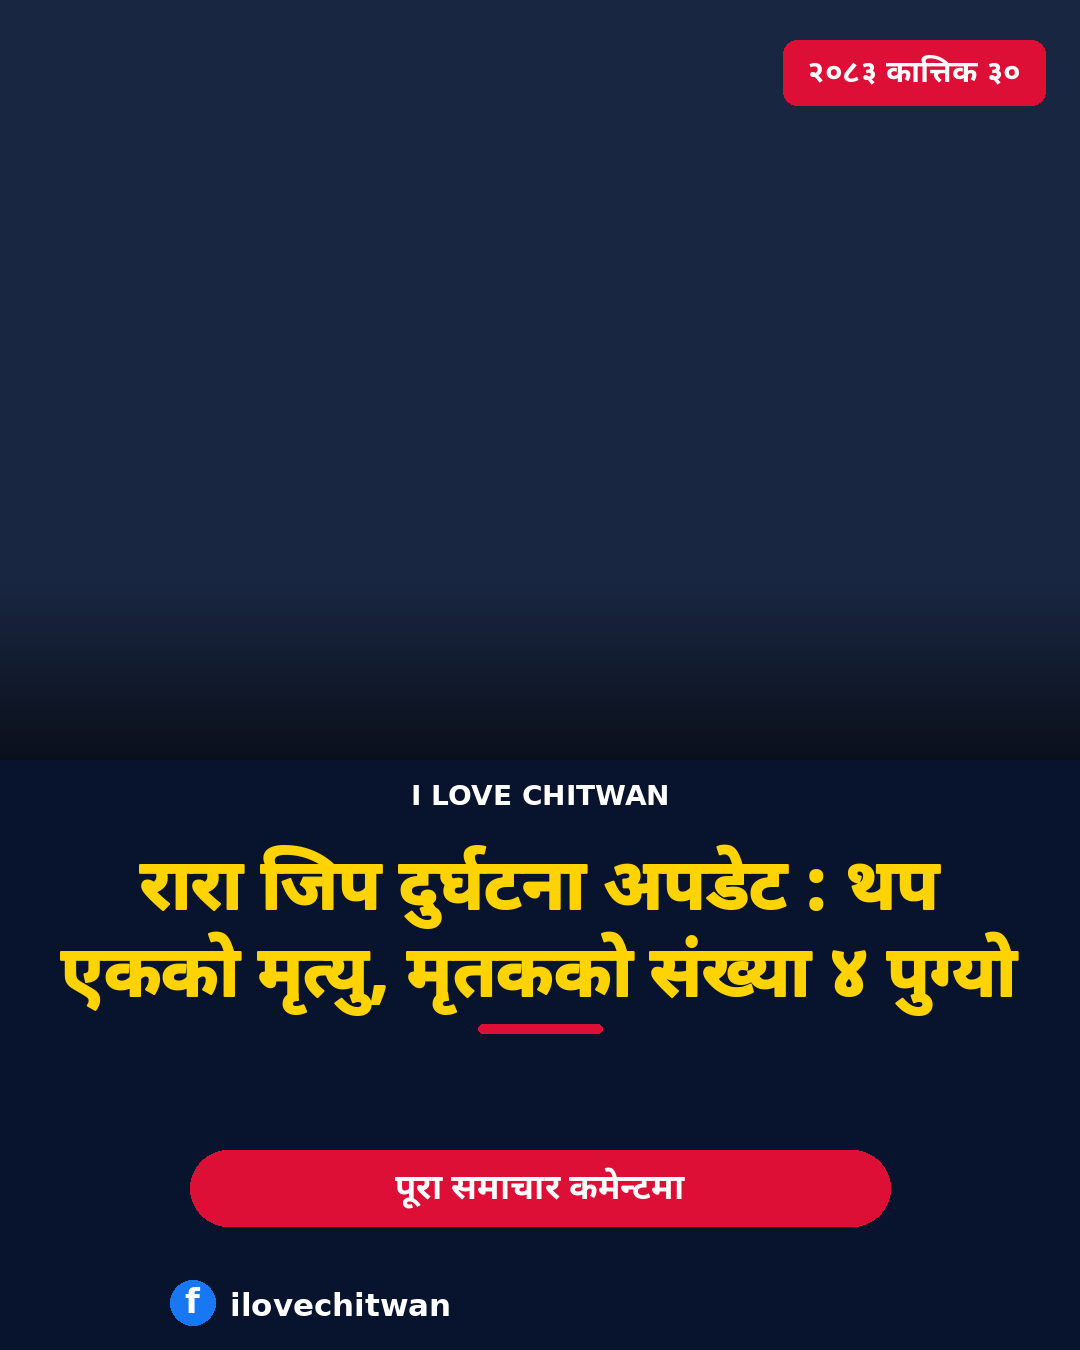 २०८३ कात्तिक ३०
I LOVE CHITWAN
रारा जिप दुर्घटना अपडेट : थप
एकको मृत्यु, मृतकको संख्या ४ पुग्यो
पूरा समाचार कमेन्टमा
f ilovechitwan